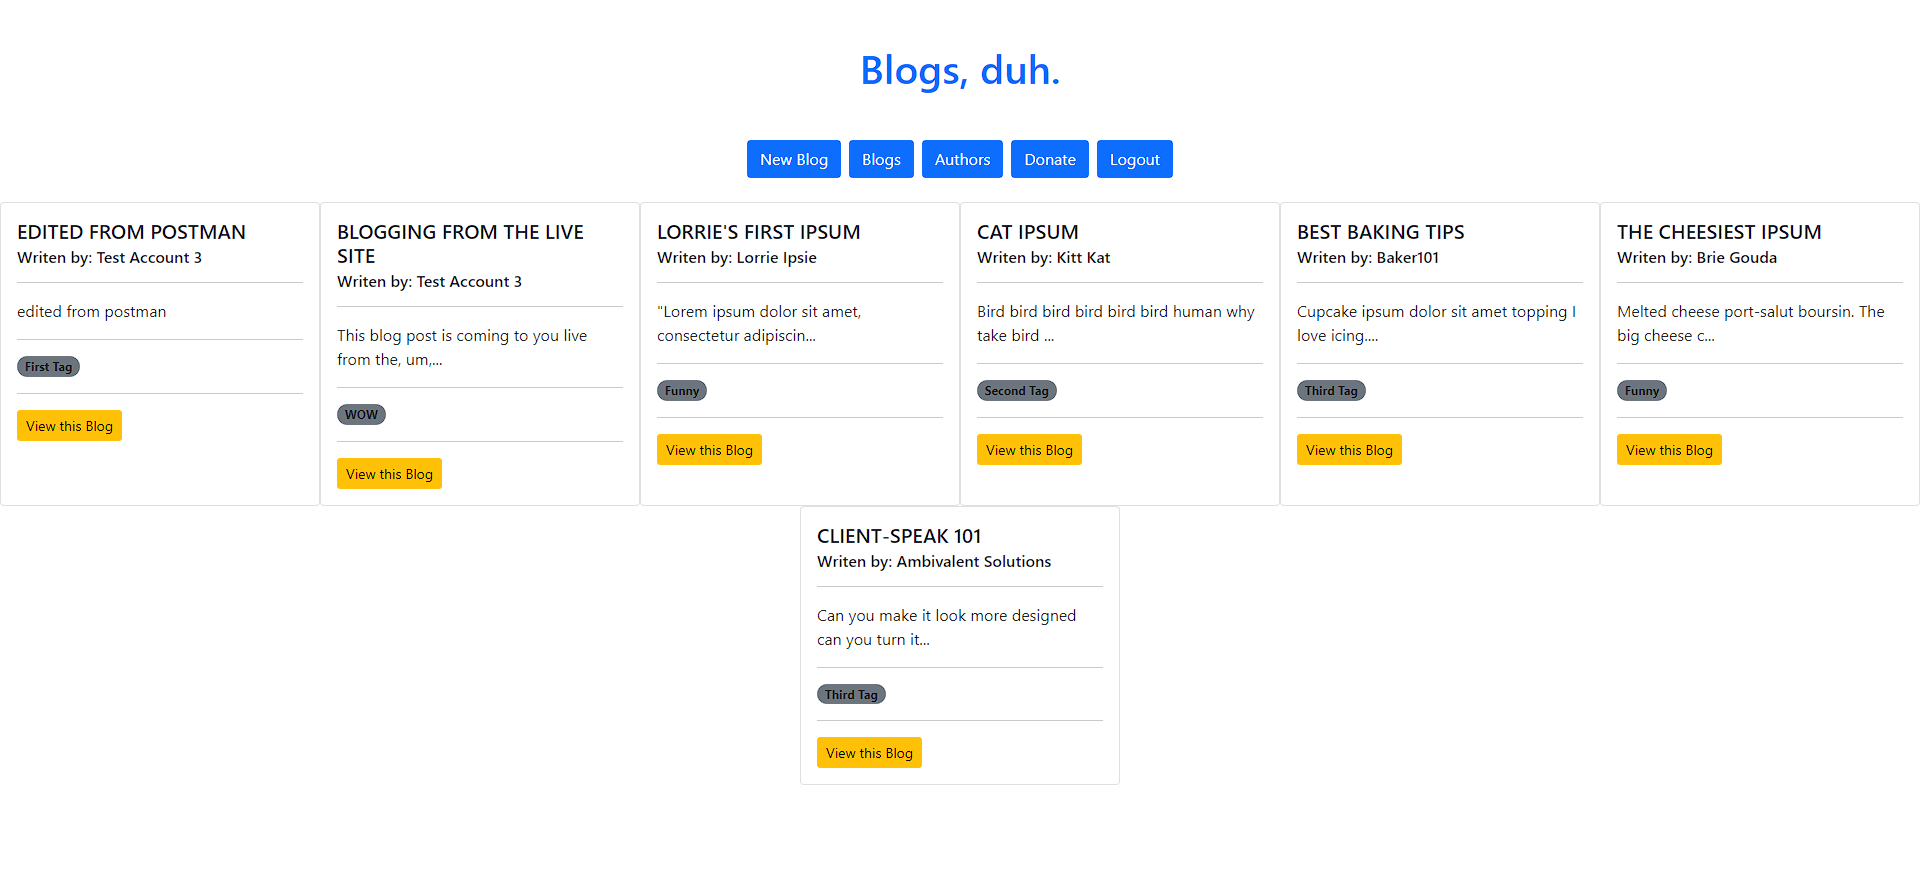 Blogs, duh.
New Blog
Blogs
Authors
Donate
Logout
EDITED FROM POSTMAN
Writen by: Test Account 3
edited from postman
First Tag
View this Blog
BLOGGING FROM THE LIVE
SITE
Writen by: Test Account 3
This blog post is coming to you live
from the, um,...
WOW
View this Blog
LORRIE'S FIRST IPSUM
Writen by: Lorrie Ipsie
"Lorem ipsum dolor sit amet,
consectetur adipiscin...
Funny
View this Blog
CAT IPSUM
Writen by: Kitt Kat
Bird bird bird bird bird bird human why
take bird ...
Second Tag
View this Blog
BEST BAKING TIPS
Writen by: Baker101
Cupcake ipsum dolor sit amet topping I
love icing....
Third Tag
View this Blog
THE CHEESIEST IPSUM
Writen by: Brie Gouda
Melted cheese port-salut boursin. The
big cheese c...
Funny
View this Blog
CLIENT-SPEAK 101
Writen by: Ambivalent Solutions
Can you make it look more designed
can you turn it...
Third Tag
View this Blog